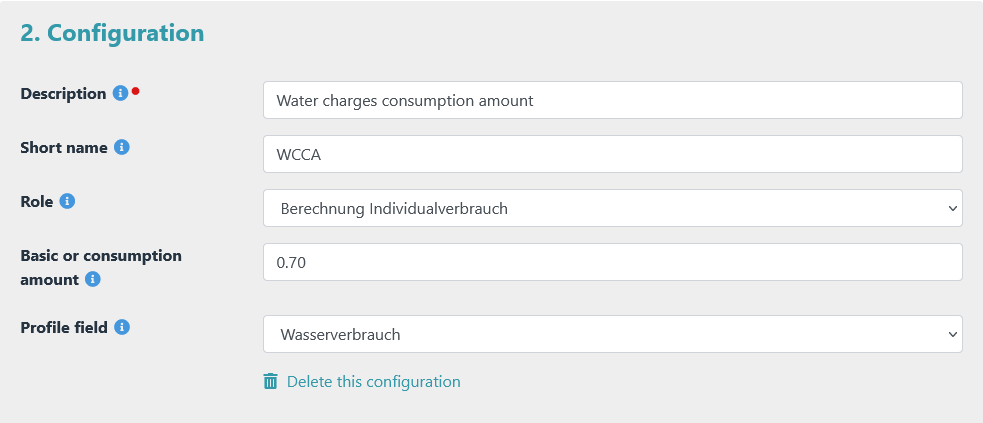 2. Configuration
Description
Water charges consumption amount
Short name
WCCA
Role
Berechnung Individualverbrauch
Basic or consumption
amount
0.70
Profile field
Wasserverbrauch
Delete this configuration